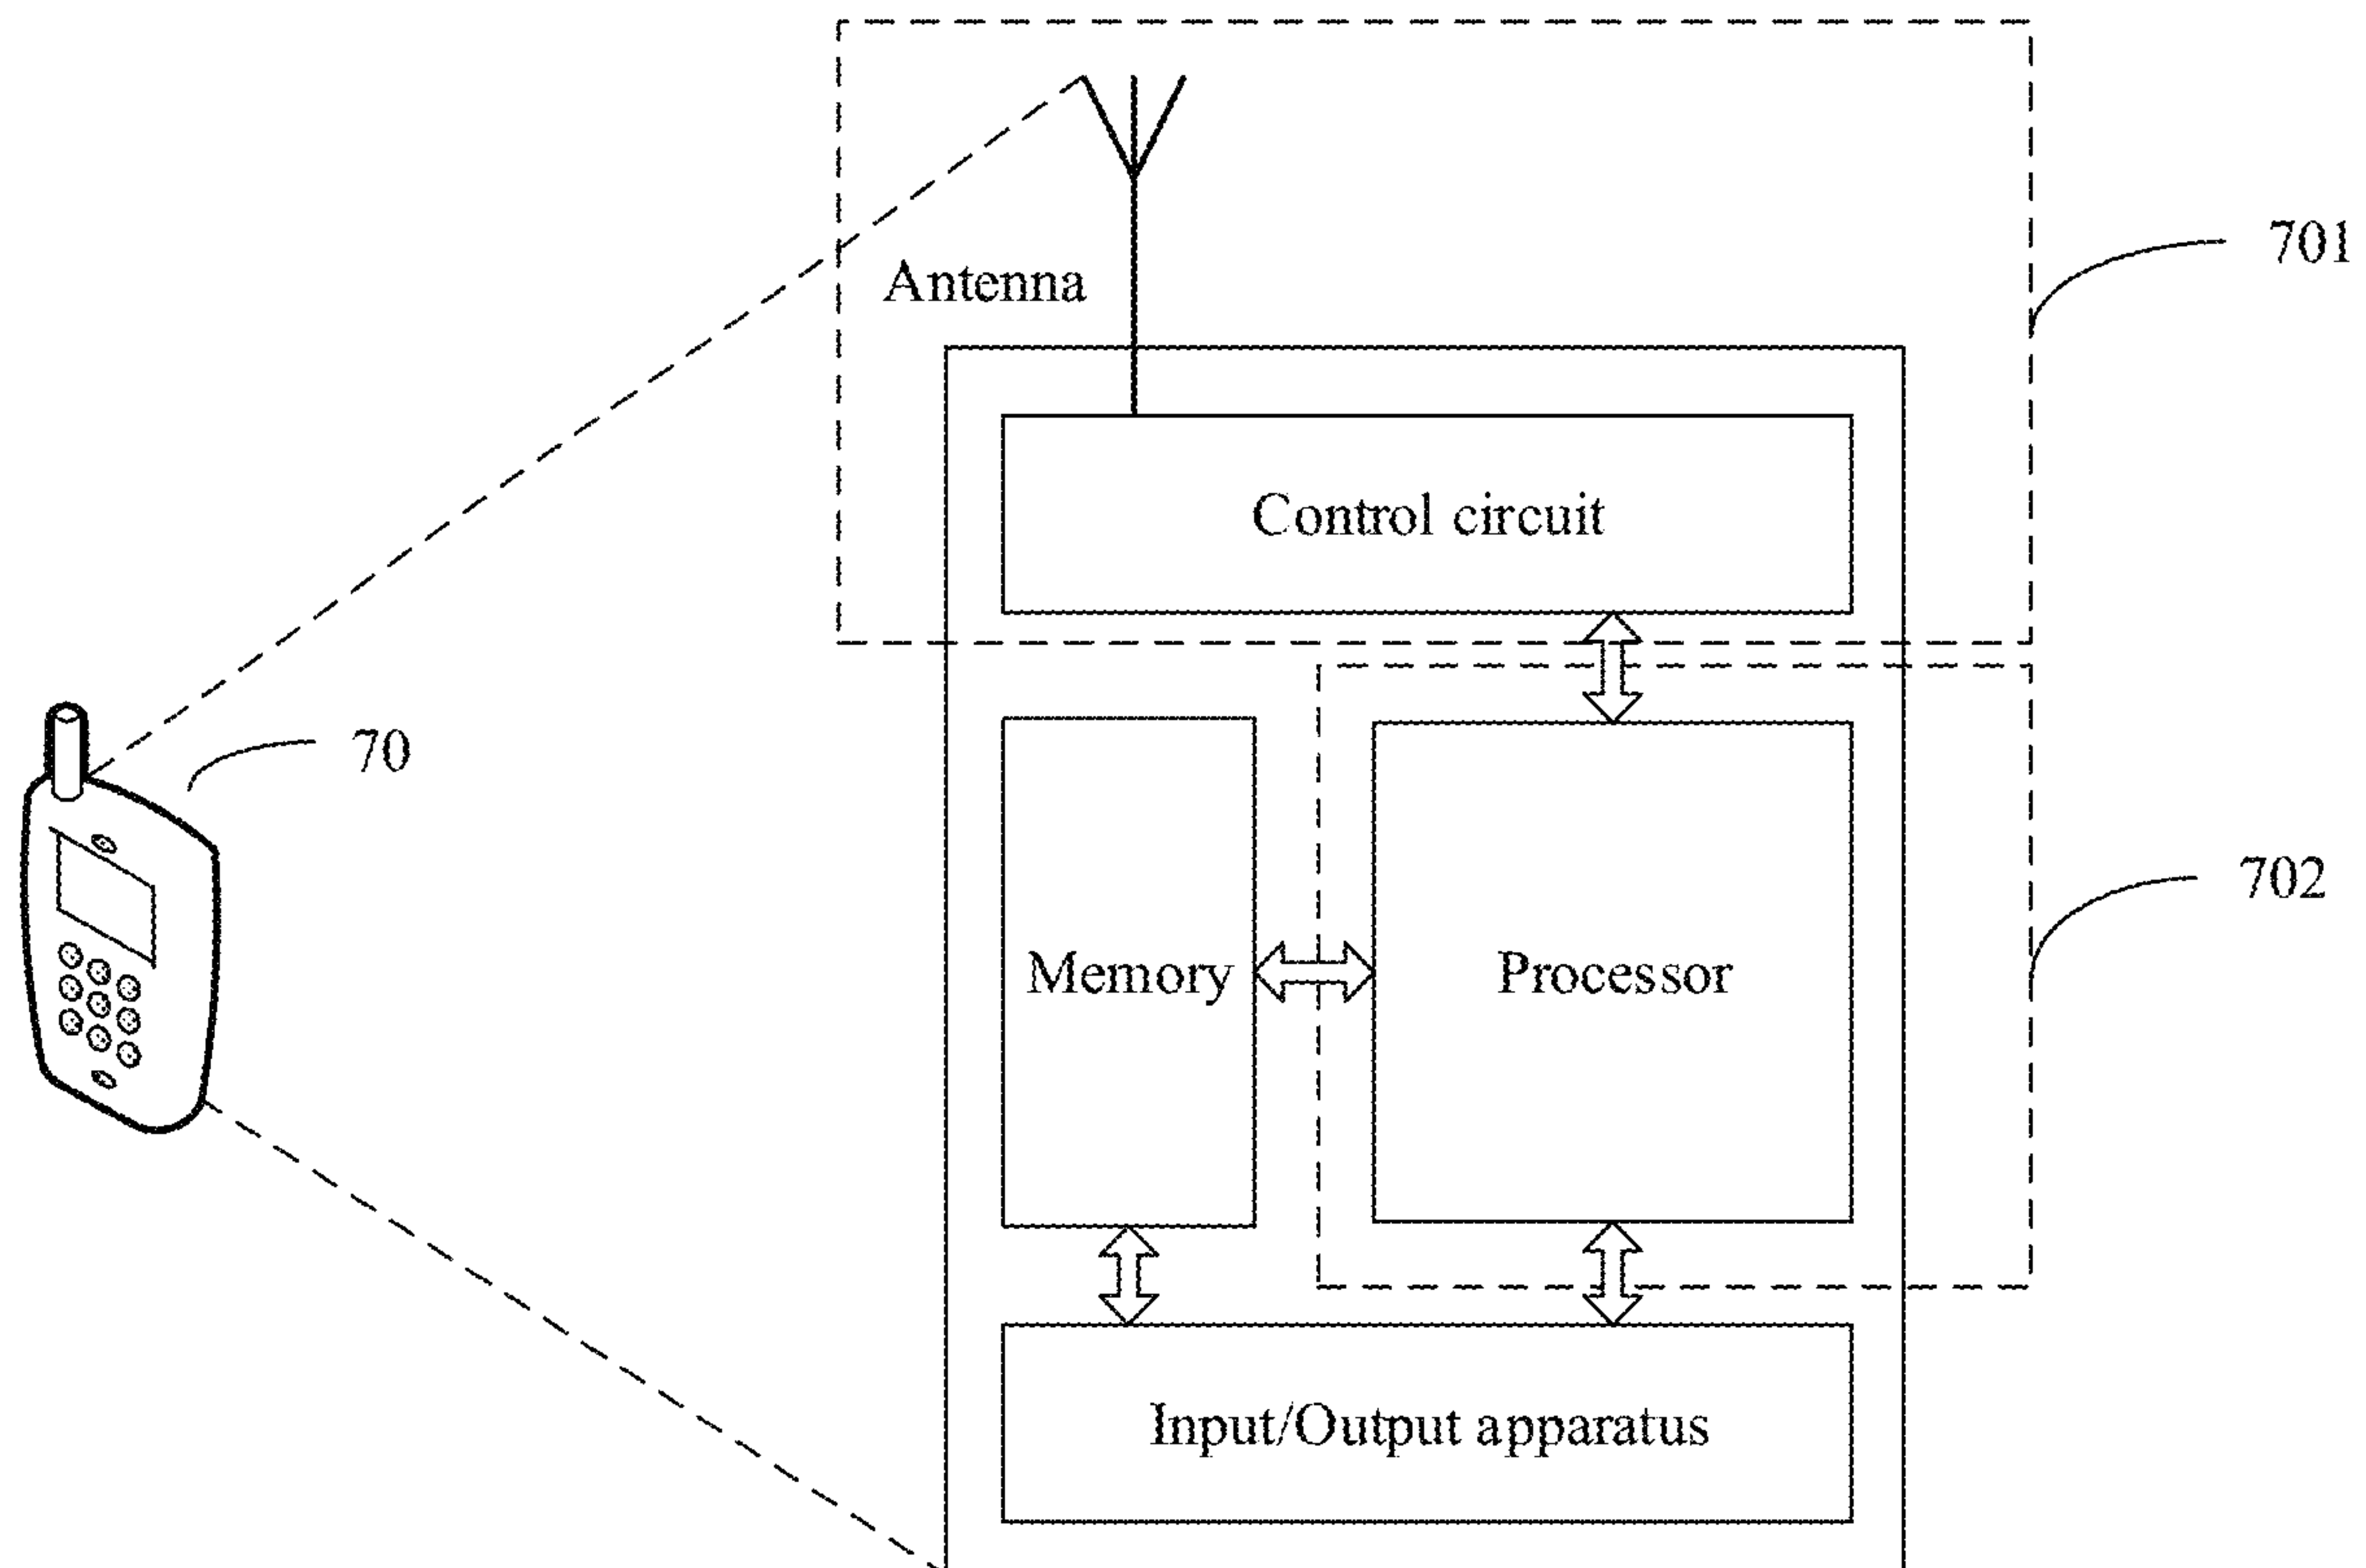 701
Antenna
Control circuit
70
702
Memory
Processor
Input/Output apparatus